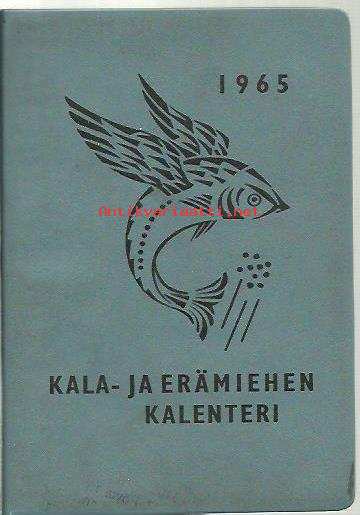 1965
Antikvariaatti.net
KALA- JA ERÄMIEHEN
KALENTERI